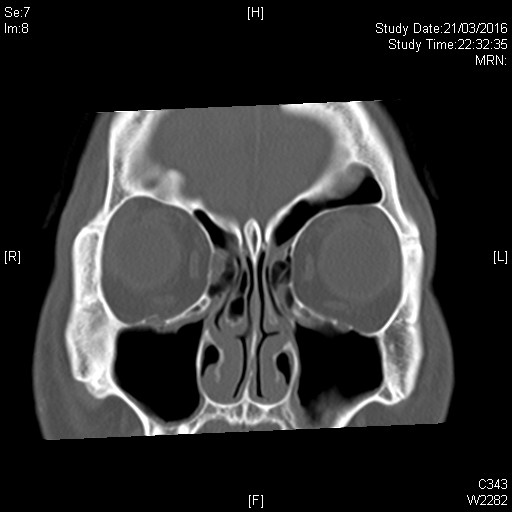 Se:7
Im:8
[H]
Study Date:21/03/2016
Study Time:22:32:35
MRN:
[R]
[L]
[F]
C343
W2282